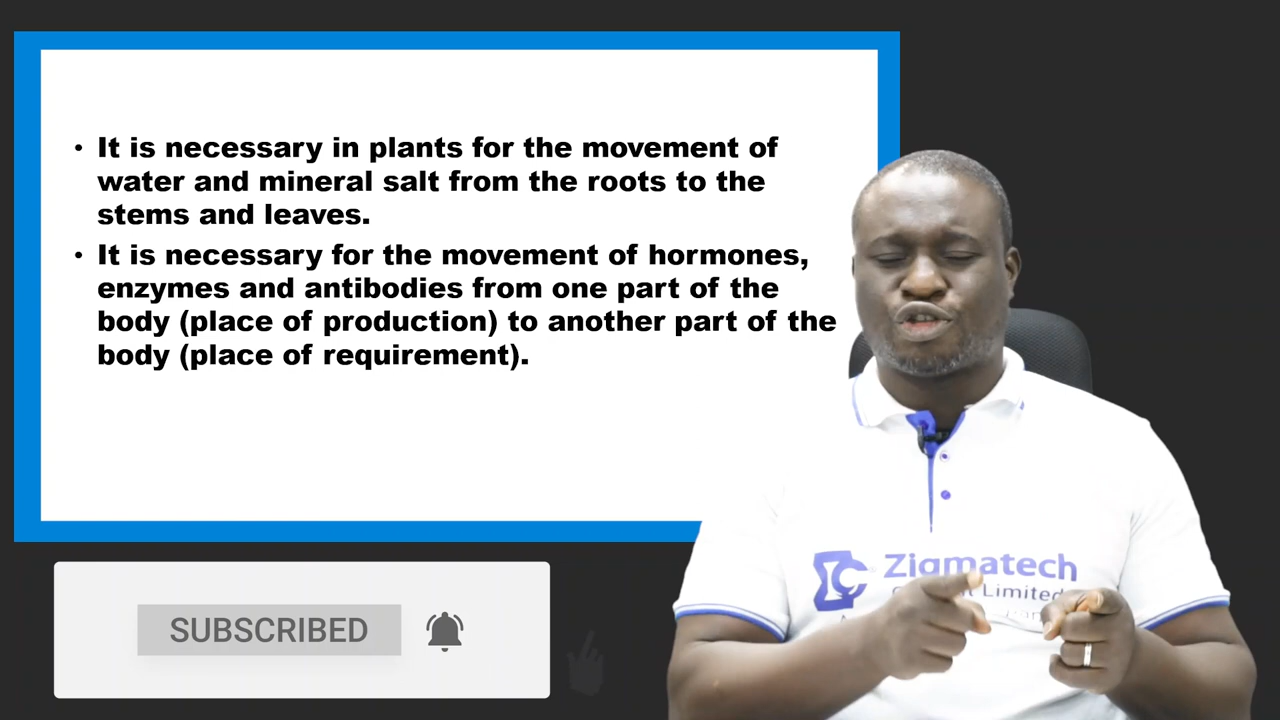 • It is necessary in plants for the movement of
water and mineral salt from the roots to the
stems and leaves.
• It is necessary for the movement of hormones,
enzymes and antibodies from one part of the
body (place of production) to another part of the
body (place of requirement).
Zigmatech
Limited
SUBSCRIBED